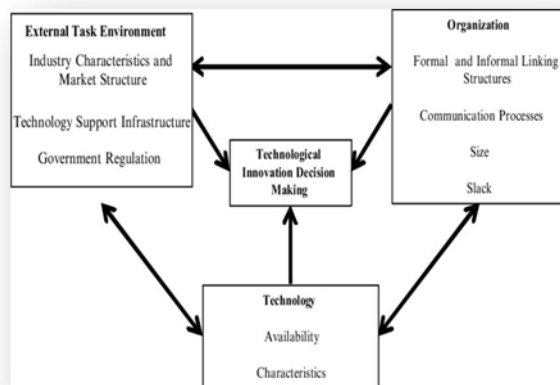 External Task Environment
Industry Characteristics and
Market Structure
Technology Support Infrastructure
Government Regulation
Organization
Formal and Informal Linking
Structures
Communication Processes
Size
Slack
Technological
Innovation Decision
Making
Technology
Availability
Characteristics